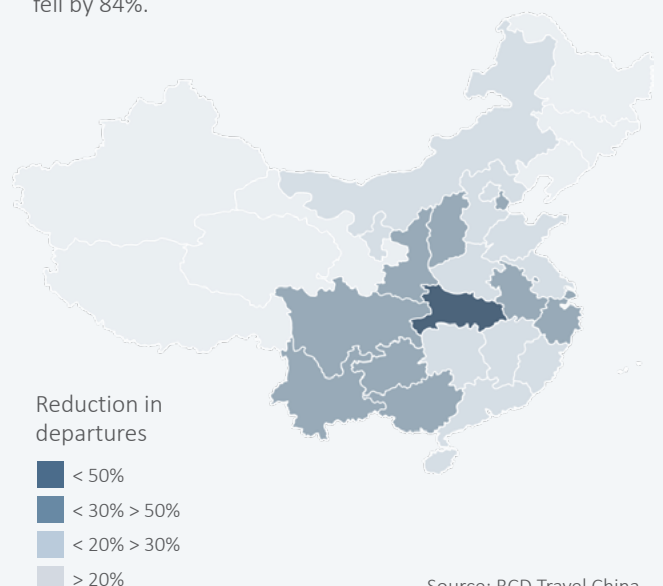 fell by 84%.
Reduction in
departures
< 50%
< 30% > 50%
< 20% > 30%
> 20%
Source: BCD Travel China